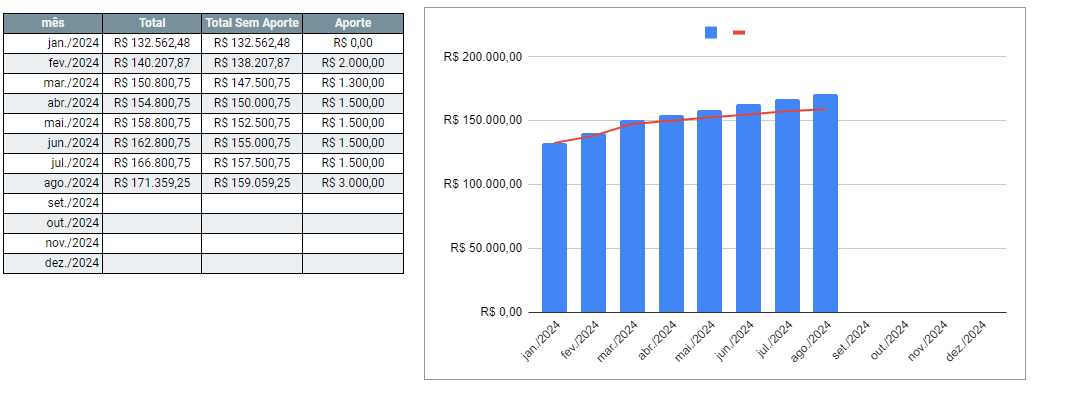 mês Total Total Sem Aporte Aporte
jan./2024 R$ 132.562,48 R$ 132.562,48 R$ 0,00
fev./2024 R$ 140.207,87 R$ 138.207,87 R$ 2.000,00
mar./2024 R$ 150.800,75 R$ 147.500,75 R$ 1.300,00
abr./2024 R$ 154.800,75 R$ 150.000,75 R$ 1.500,00
mai./2024 R$ 158.800,75 R$ 152.500,75 R$ 1.500,00
jun./2024 R$ 162.800,75 R$ 155.000,75 R$ 1.500,00
jul./2024 R$ 166.800,75 R$ 157.500,75 R$ 1.500,00
ago./2024 R$ 171.359,25 R$ 159.059,25 R$ 3.000,00
set./2024
out./2024
nov./2024
dez./2024
R$ 200.000,00
R$ 150.000,00
R$ 100.000,00
R$ 50.000,00
R$ 0,00
jan./2024 fev./2024 mar./2024 abr./2024 mai./2024 jun./2024 jul./2024 ago./2024 set./2024 out./2024 nov./2024 dez./2024